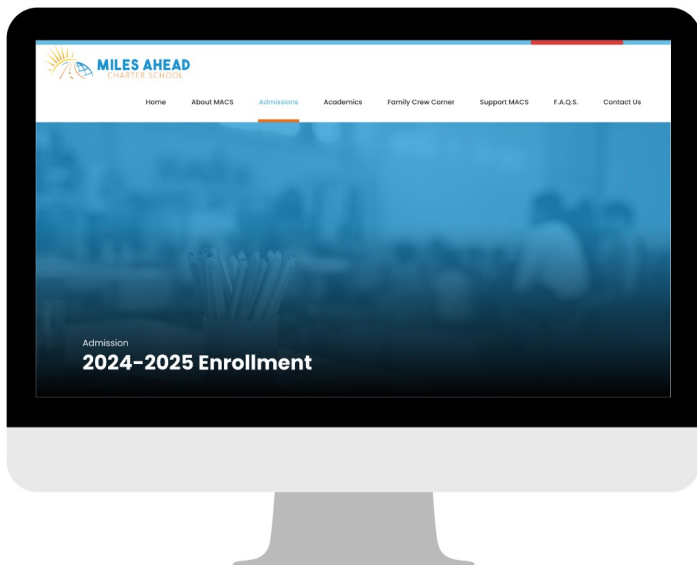 MILES AHEAD
CHARTER SCHOOL
Home About MACS Admissions Academics Family Crew Corner Support MACS F.A.Q.S. Contact Us
Admission
2024-2025 Enrollment